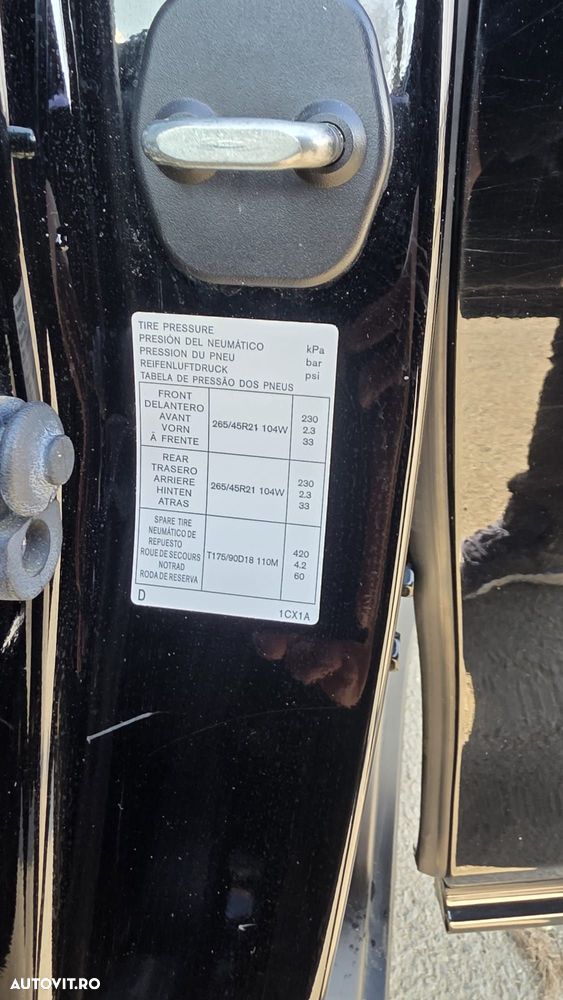 TIRE PRESSURE
PRESIÓN DEL NEUMÁTICO kPa
PRESSION DU PNEU bar
REIFENLUFTDRUCK psi
TABELA DE PRESSÃO DOS PNEUS
FRONT
DELANTERO 230
AVANT 265/45R21 104W 2.3
VORN 33
À FRENTE
REAR
TRASERO 230
ARRIERE 265/45R21 104W 2.3
HINTEN 33
ATRAS
SPARE TIRE
NEUMÁTICO DE 420
REPUESTO
ROUE DE SECOURS T175/90D18 110M 4.2
NOTRAD 60
RODA DE RESERVA
D 1CX1A
AUTOVIT.RO